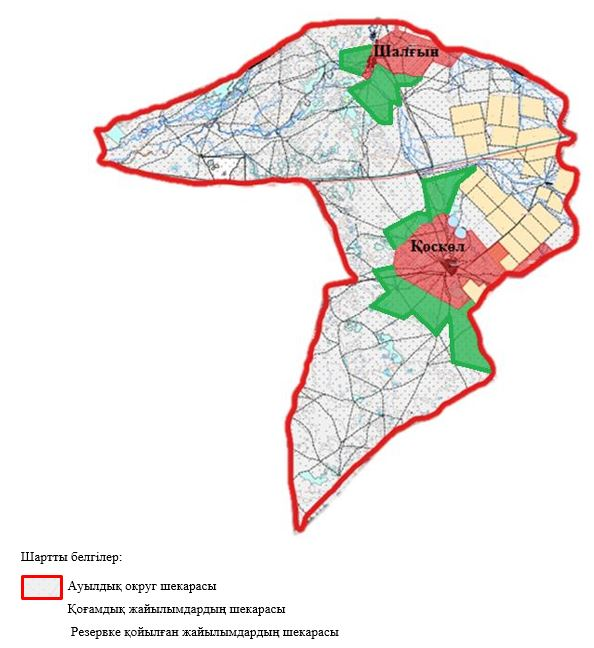 Шалғын
Қоскөл
Шартты белгілер:
Ауылдық округ шекарасы
Қоғамдық жайылымдардың шекарасы
Резервке қойылған жайылымдардың шекарасы